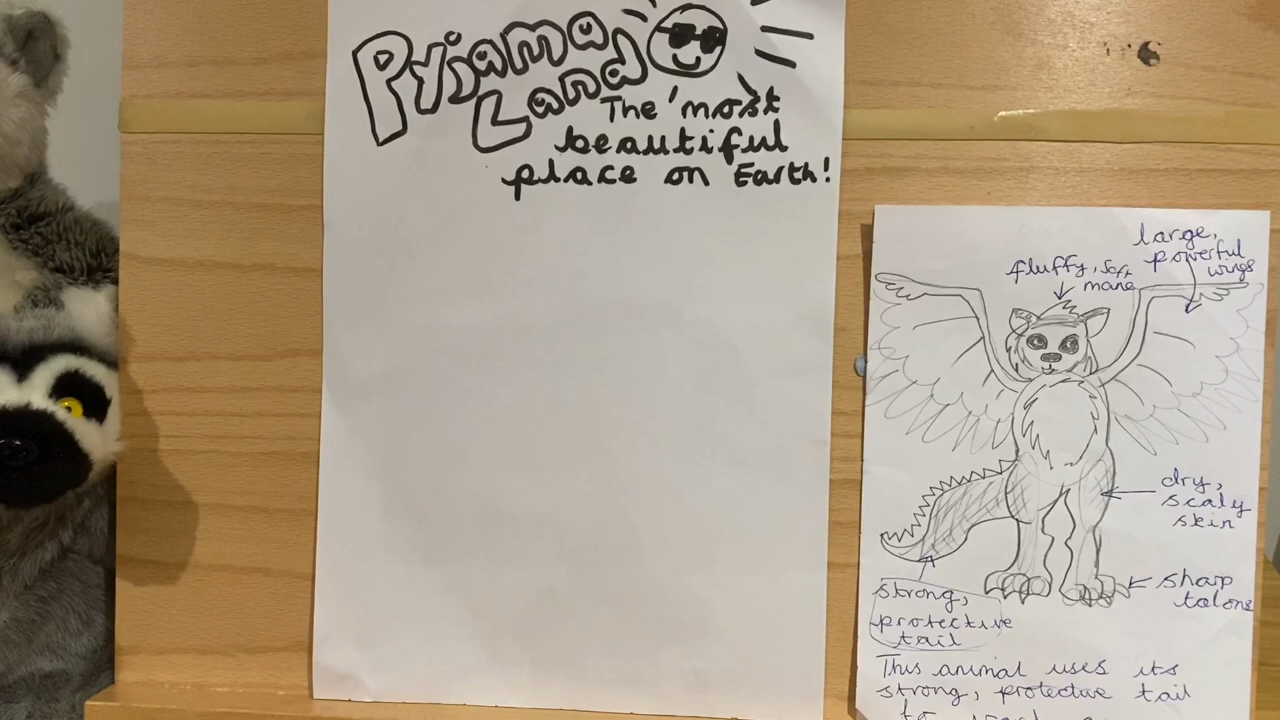 Pyjama
Land
The most
beautiful
place on Earth!
large,
powerful
wings
fluffy, soft
mane
dry,
scaly
skin
sharp
talons
strong,
protective
tail
This animal uses its
strong, protective tail
to